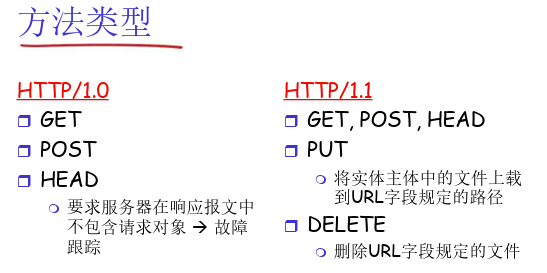 方法类型
HTTP/1.0
GET
POST
HEAD
要求服务器在响应报文中
不包含请求对象 → 故障
跟踪
HTTP/1.1
GET, POST, HEAD
PUT
将实体主体中的文件上载
到URL字段规定的路径
DELETE
删除URL字段规定的文件